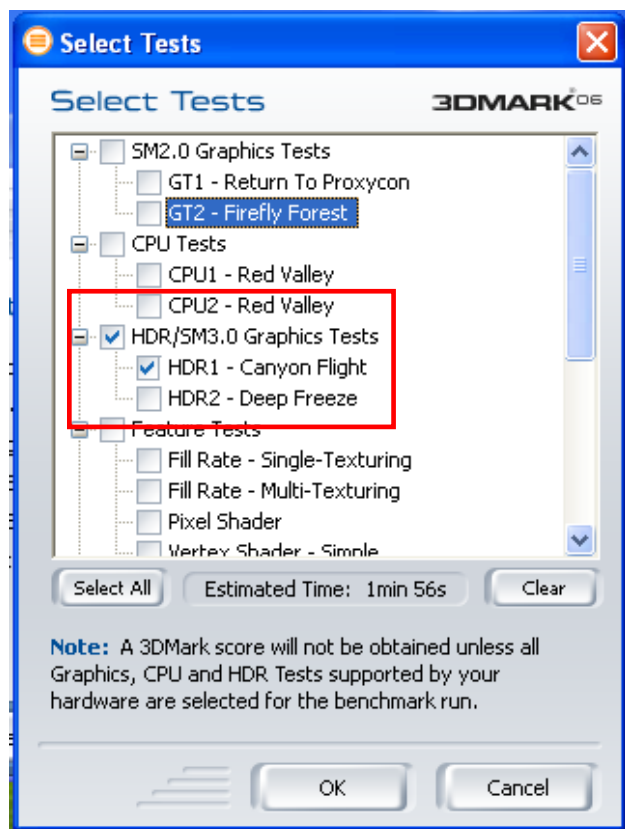 Select Tests
Select Tests 3DMARK06
SM2.0 Graphics Tests
GT1 - Return To Proxycon
GT2 - Firefly Forest
CPU Tests
CPU1 - Red Valley
CPU2 - Red Valley
HDR/SM3.0 Graphics Tests
HDR1 - Canyon Flight
HDR2 - Deep Freeze
Feature Tests
Fill Rate - Single-Texturing
Fill Rate - Multi-Texturing
Pixel Shader
Vertex Shader - Simple
Select All Estimated Time: 1min 56s Clear
Note: A 3DMark score will not be obtained unless all
Graphics, CPU and HDR Tests supported by your
hardware are selected for the benchmark run.
OK Cancel